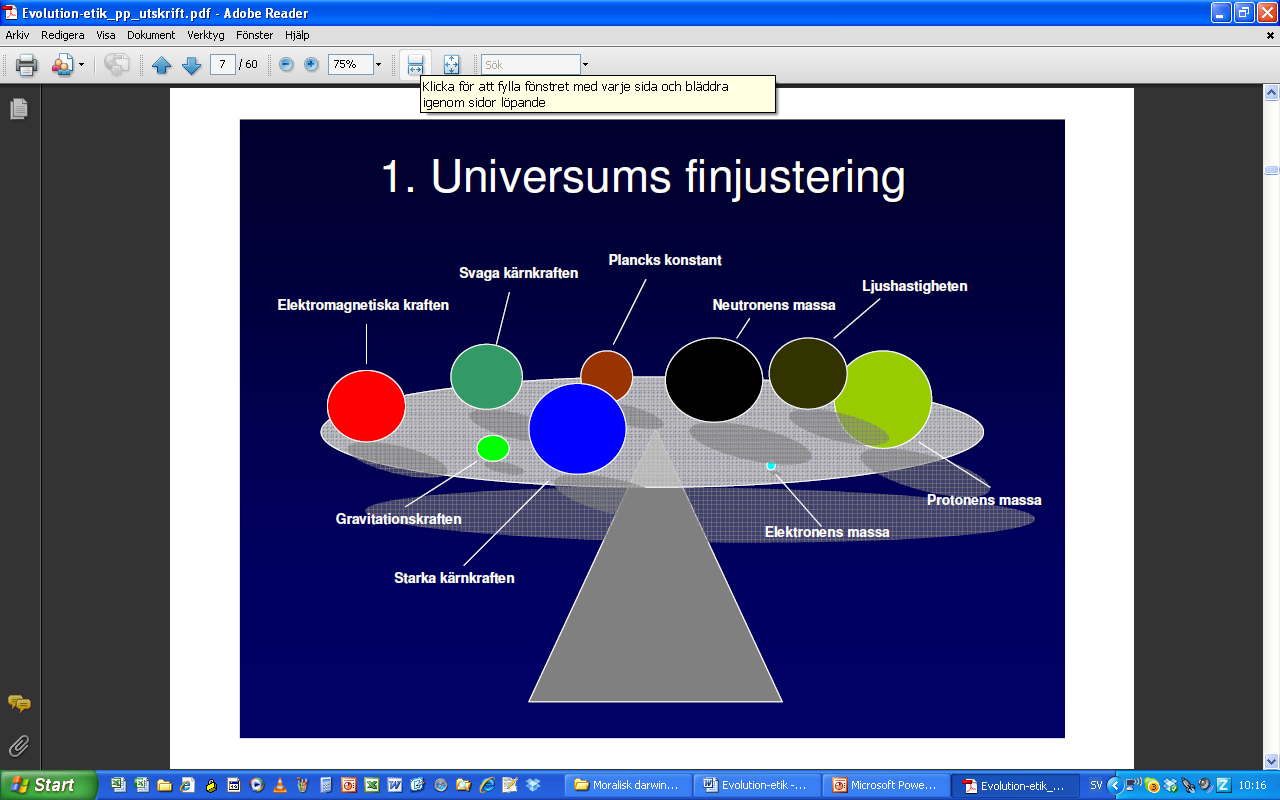 Evolution-etik_pp_utskrift.pdf - Adobe Reader
Arkiv Redigera Visa Dokument Verktyg Fönster Hjälp
7 / 60 75% Sök
Klicka för att fylla fönstret med varje sida och bläddra
igenom sidor löpande
1. Universums finjustering
Plancks konstant
Svaga kärnkraften
Ljushastigheten
Elektromagnetiska kraften
Neutronens massa
Protonens massa
Gravitationskraften
Elektronens massa
Starka kärnkraften
Start Moralisk darwin... Evolution-etik -... Microsoft Powe... Evolution-etik_... SV 10:16